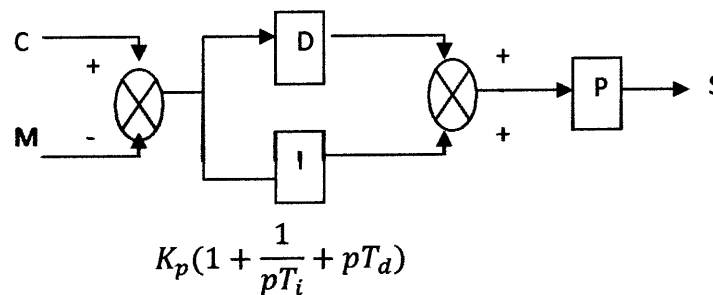 C
+
D
+
P
S
M
-
I
+
K_p(1 + \frac{1}{pT_i} + pT_d)